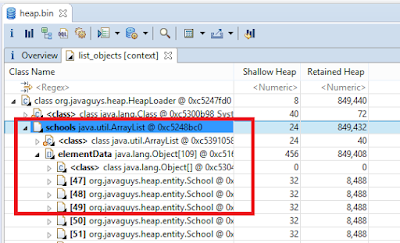 heap.bin
i Overview list_objects [context]
Class Name Shallow Heap Retained Heap
<Regex> <Numeric> <Numeric>
class org.javaguys.heap.HeapLoader @ 0xc5247fd0 8 849,440
<class> class java.lang.Class @ 0xc5300b98 Syst 40 72
schools java.util.ArrayList @ 0xc5248bc0 24 849,432
<class> class java.util.ArrayList @ 0xc5391058 24 40
elementData java.lang.Object[109] @ 0xc516 456 849,408
<class> class java.lang.Object[] @ 0xc5304 0 0
[47] org.javaguys.heap.entity.School @ 0x 32 8,488
[48] org.javaguys.heap.entity.School @ 0x 32 8,488
[49] org.javaguys.heap.entity.School @ 0x 32 8,488
[50] org.javaguys.heap.entity.School @ 0x 32 8,488
[51] org.javaguys.heap.entity.School @ 0x 32 8,488